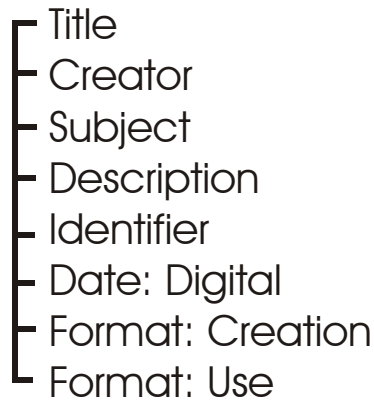 Title
Creator
Subject
Description
Identifier
Date: Digital
Format: Creation
Format: Use